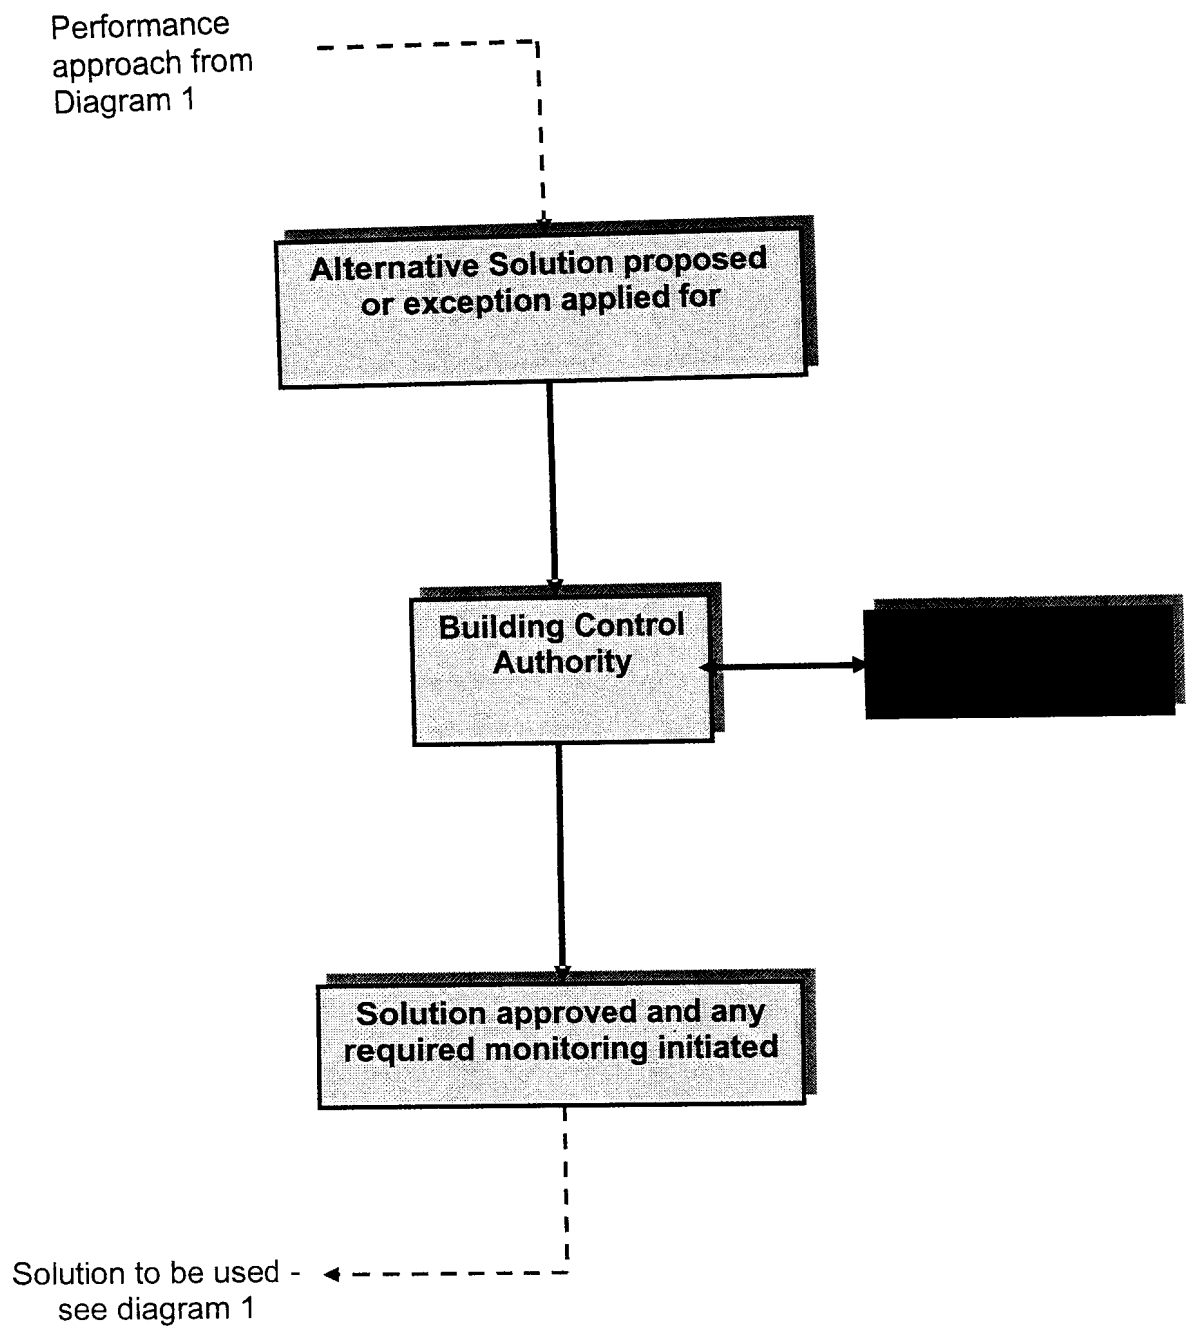 Performance
approach from
Diagram 1
Alternative Solution proposed
or exception applied for
Building Control
Authority
Solution approved and any
required monitoring initiated
Solution to be used -
see diagram 1